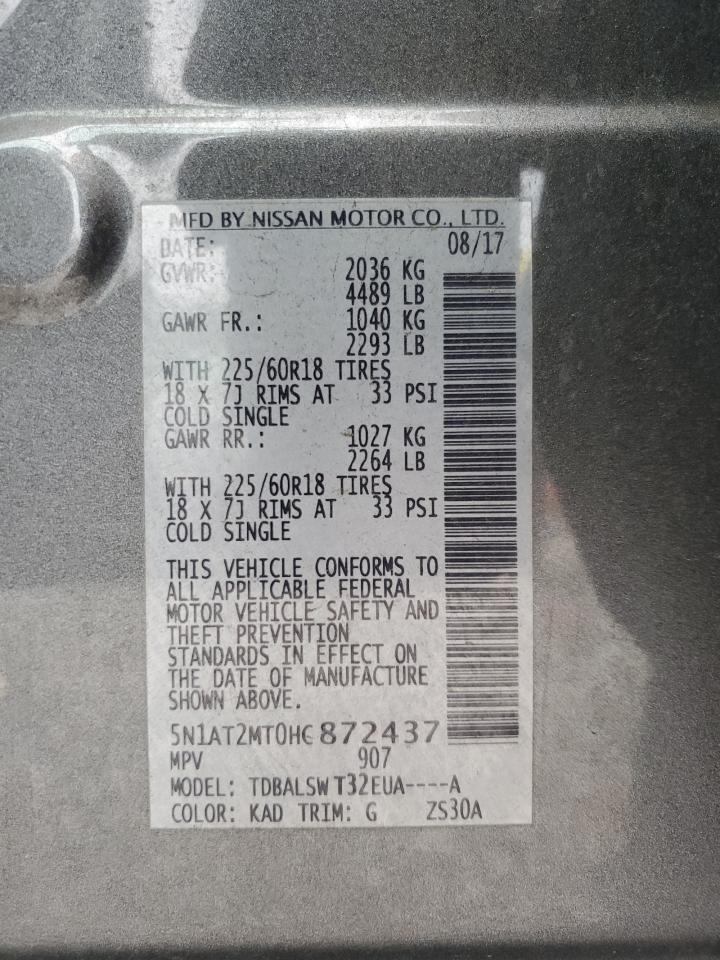 MFD BY NISSAN MOTOR CO., LTD.
DATE: 08/17
GVWR: 2036 KG
4489 LB
GAWR FR.: 1040 KG
2293 LB
WITH 225/60R18 TIRES
18 X 7J RIMS AT 33 PSI
COLD SINGLE
GAWR RR.: 1027 KG
2264 LB
WITH 225/60R18 TIRES
18 X 7J RIMS AT 33 PSI
COLD SINGLE
THIS VEHICLE CONFORMS TO
ALL APPLICABLE FEDERAL
MOTOR VEHICLE SAFETY AND
THEFT PREVENTION
STANDARDS IN EFFECT ON
THE DATE OF MANUFACTURE
SHOWN ABOVE.
5N1AT2MT0HC872437
MPV 907
MODEL: TDBALSWT32EUA----A
COLOR: KAD TRIM: G ZS30A